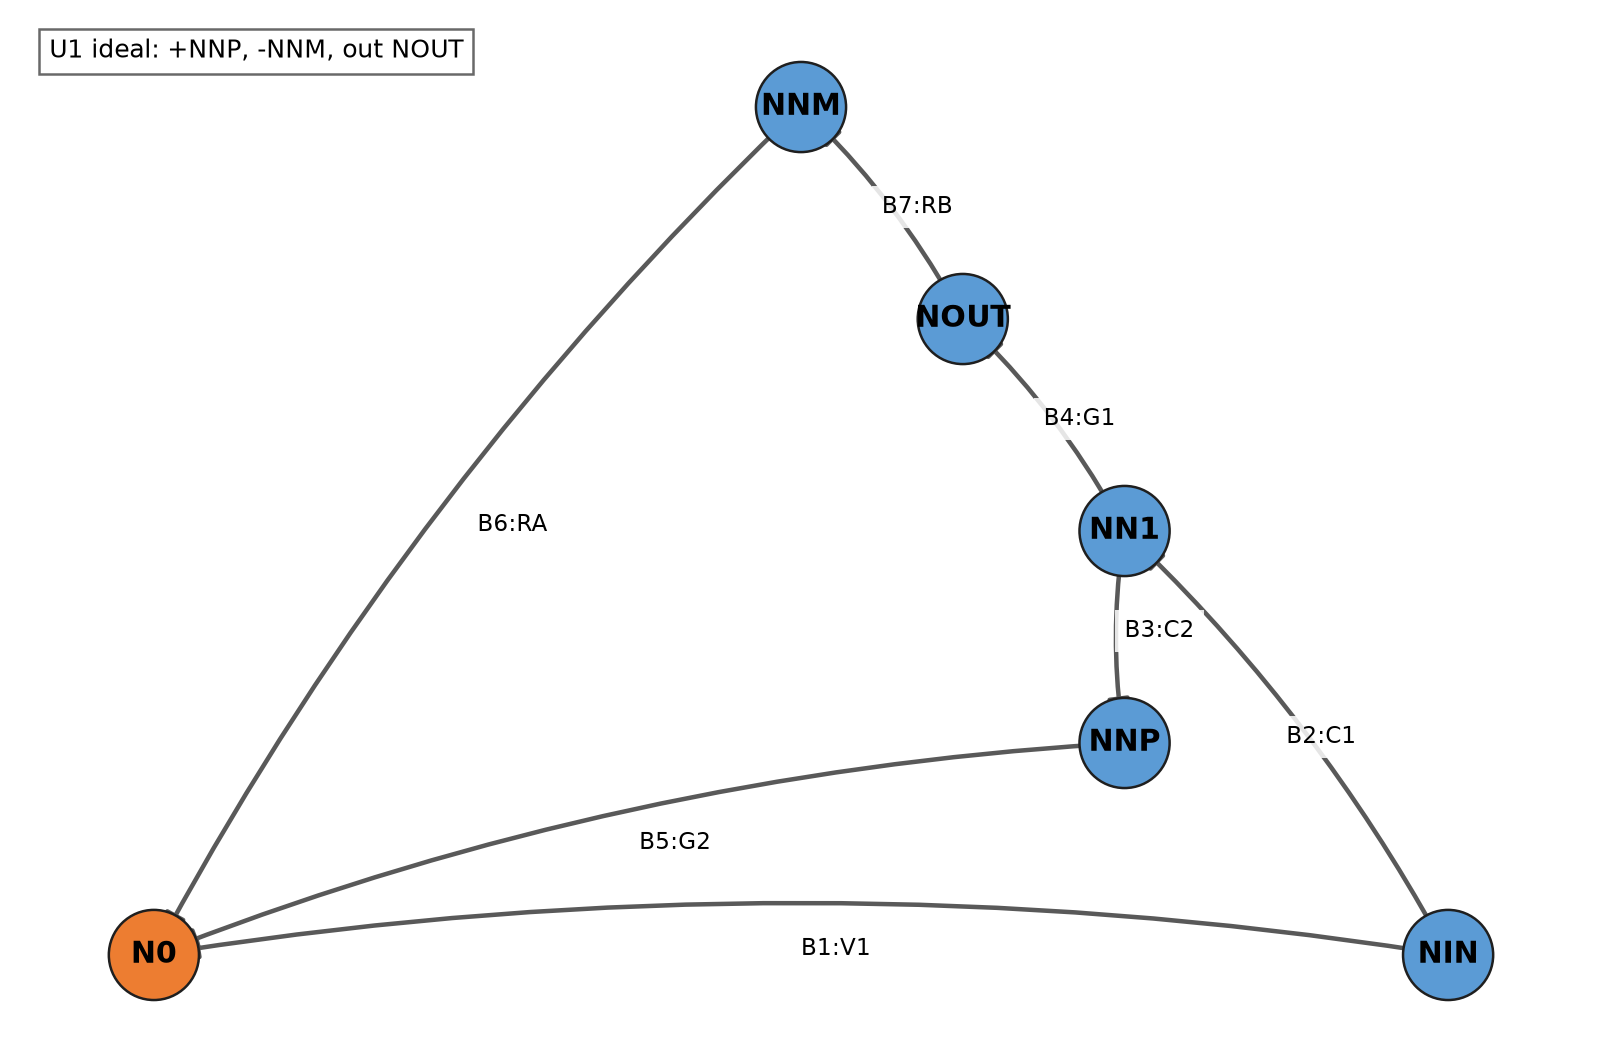 U1 ideal: +NNP, -NNM, out NOUT
NNM
B7:RB
NOUT
B4:G1
B6:RA
NN1
B3:C2
B2:C1
NNP
B5:G2
B1:V1
N0
NIN